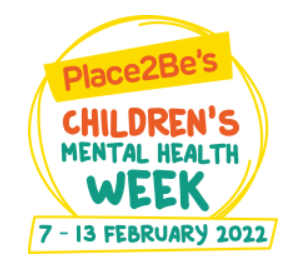 Place2Be's
CHILDREN'S
MENTAL HEALTH
WEEK
7 - 13 FEBRUARY 2022